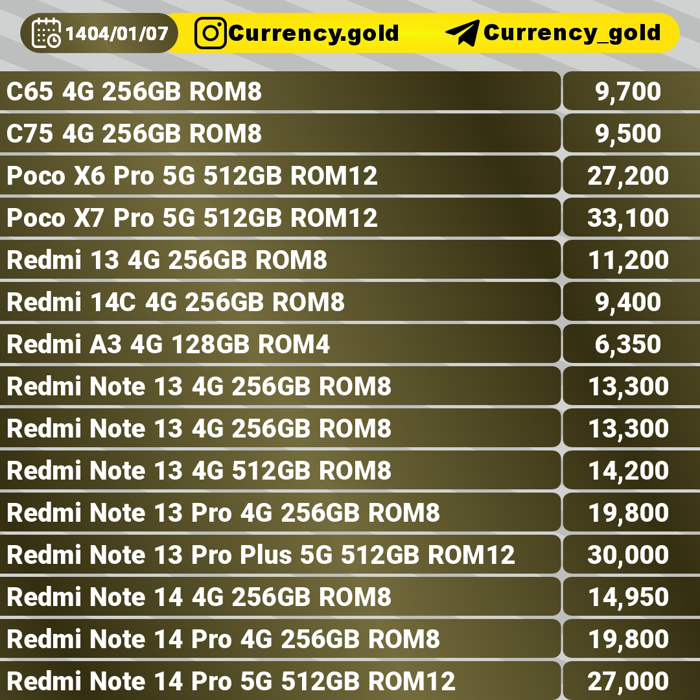 1404/01/07 Currency.gold Currency_gold
C65 4G 256GB ROM8 9,700
C75 4G 256GB ROM8 9,500
Poco X6 Pro 5G 512GB ROM12 27,200
Poco X7 Pro 5G 512GB ROM12 33,100
Redmi 13 4G 256GB ROM8 11,200
Redmi 14C 4G 256GB ROM8 9,400
Redmi A3 4G 128GB ROM4 6,350
Redmi Note 13 4G 256GB ROM8 13,300
Redmi Note 13 4G 256GB ROM8 13,300
Redmi Note 13 4G 512GB ROM8 14,200
Redmi Note 13 Pro 4G 256GB ROM8 19,800
Redmi Note 13 Pro Plus 5G 512GB ROM12 30,000
Redmi Note 14 4G 256GB ROM8 14,950
Redmi Note 14 Pro 4G 256GB ROM8 19,800
Redmi Note 14 Pro 5G 512GB ROM12 27,000